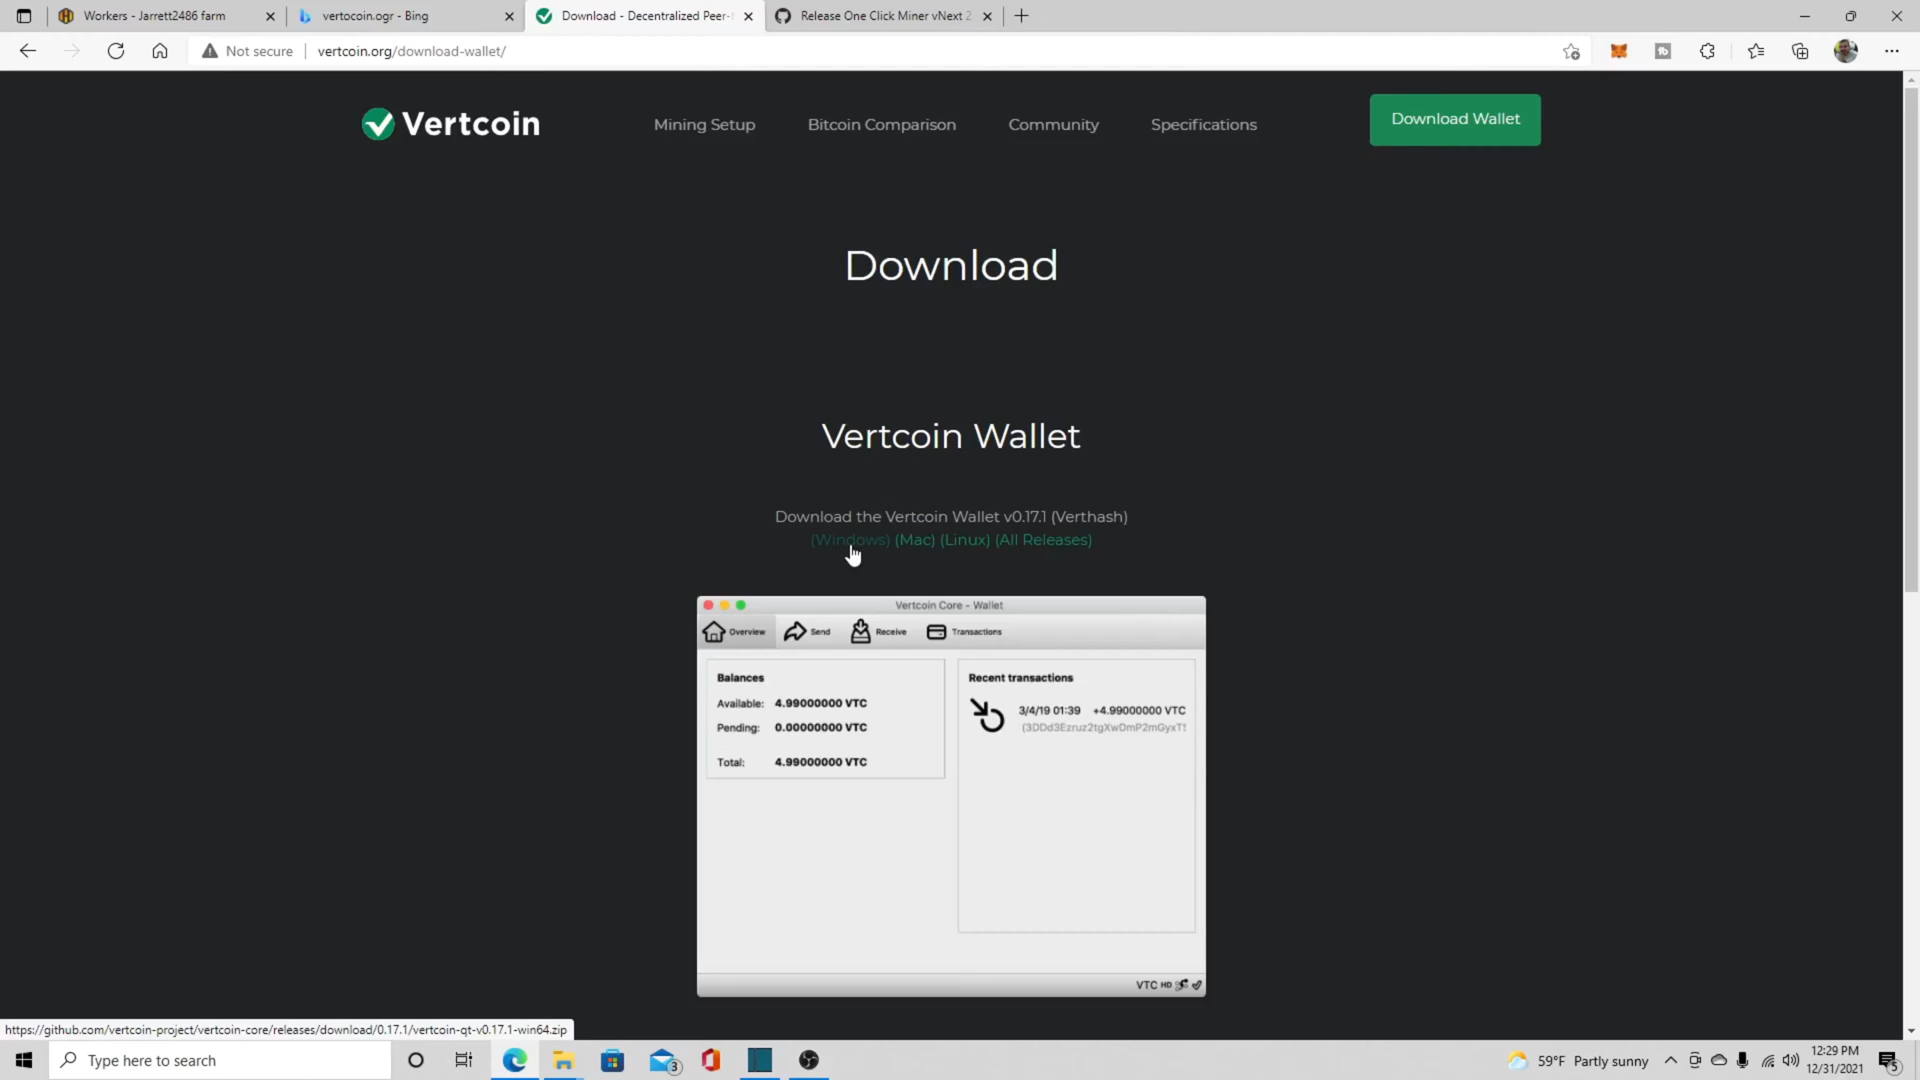 Workers - Jarrett2486 farm
vertocoin.ogr - Bing
Download - Decentralized Peer-
Release One Click Miner vNext 2
Not secure
vertcoin.org/download-wallet/
Vertcoin
Mining Setup
Bitcoin Comparison
Community
Specifications
Download Wallet
Download
Vertcoin Wallet
Download the Vertcoin Wallet v0.17.1 (Verthash)
(Windows) (Mac) (Linux) (All Releases)
Vertcoin Core - Wallet
Overview
Send
Receive
Transactions
Balances
Available: 4.99000000 VTC
Pending: 0.00000000 VTC
Total: 4.99000000 VTC
Recent transactions
3/4/19 01:39 +4.99000000 VTC
VTC HD
https://github.com/vertcoin-project/vertcoin-core/releases/download/0.17.1/vertcoin-qt-v0.17.1-win64.zip
Type here to search
3
59°F Partly sunny
12:29 PM
12/31/2021
5